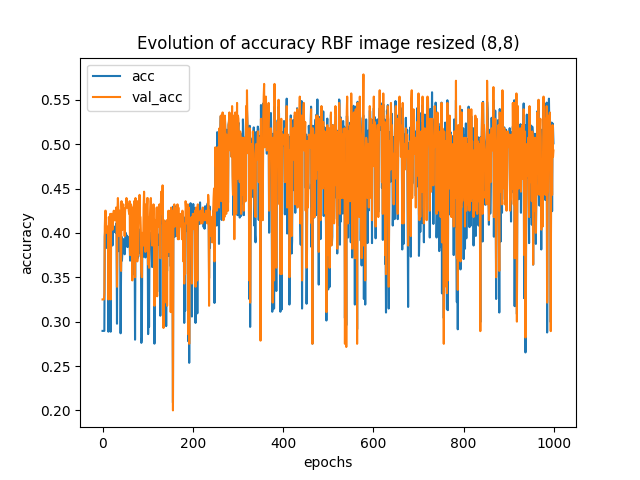 Evolution of accuracy RBF image resized (8,8)
acc
val_acc
0.55
0.50
0.45
0.40
0.35
0.30
0.25
0.20
accuracy
0 200 400 600 800 1000
epochs